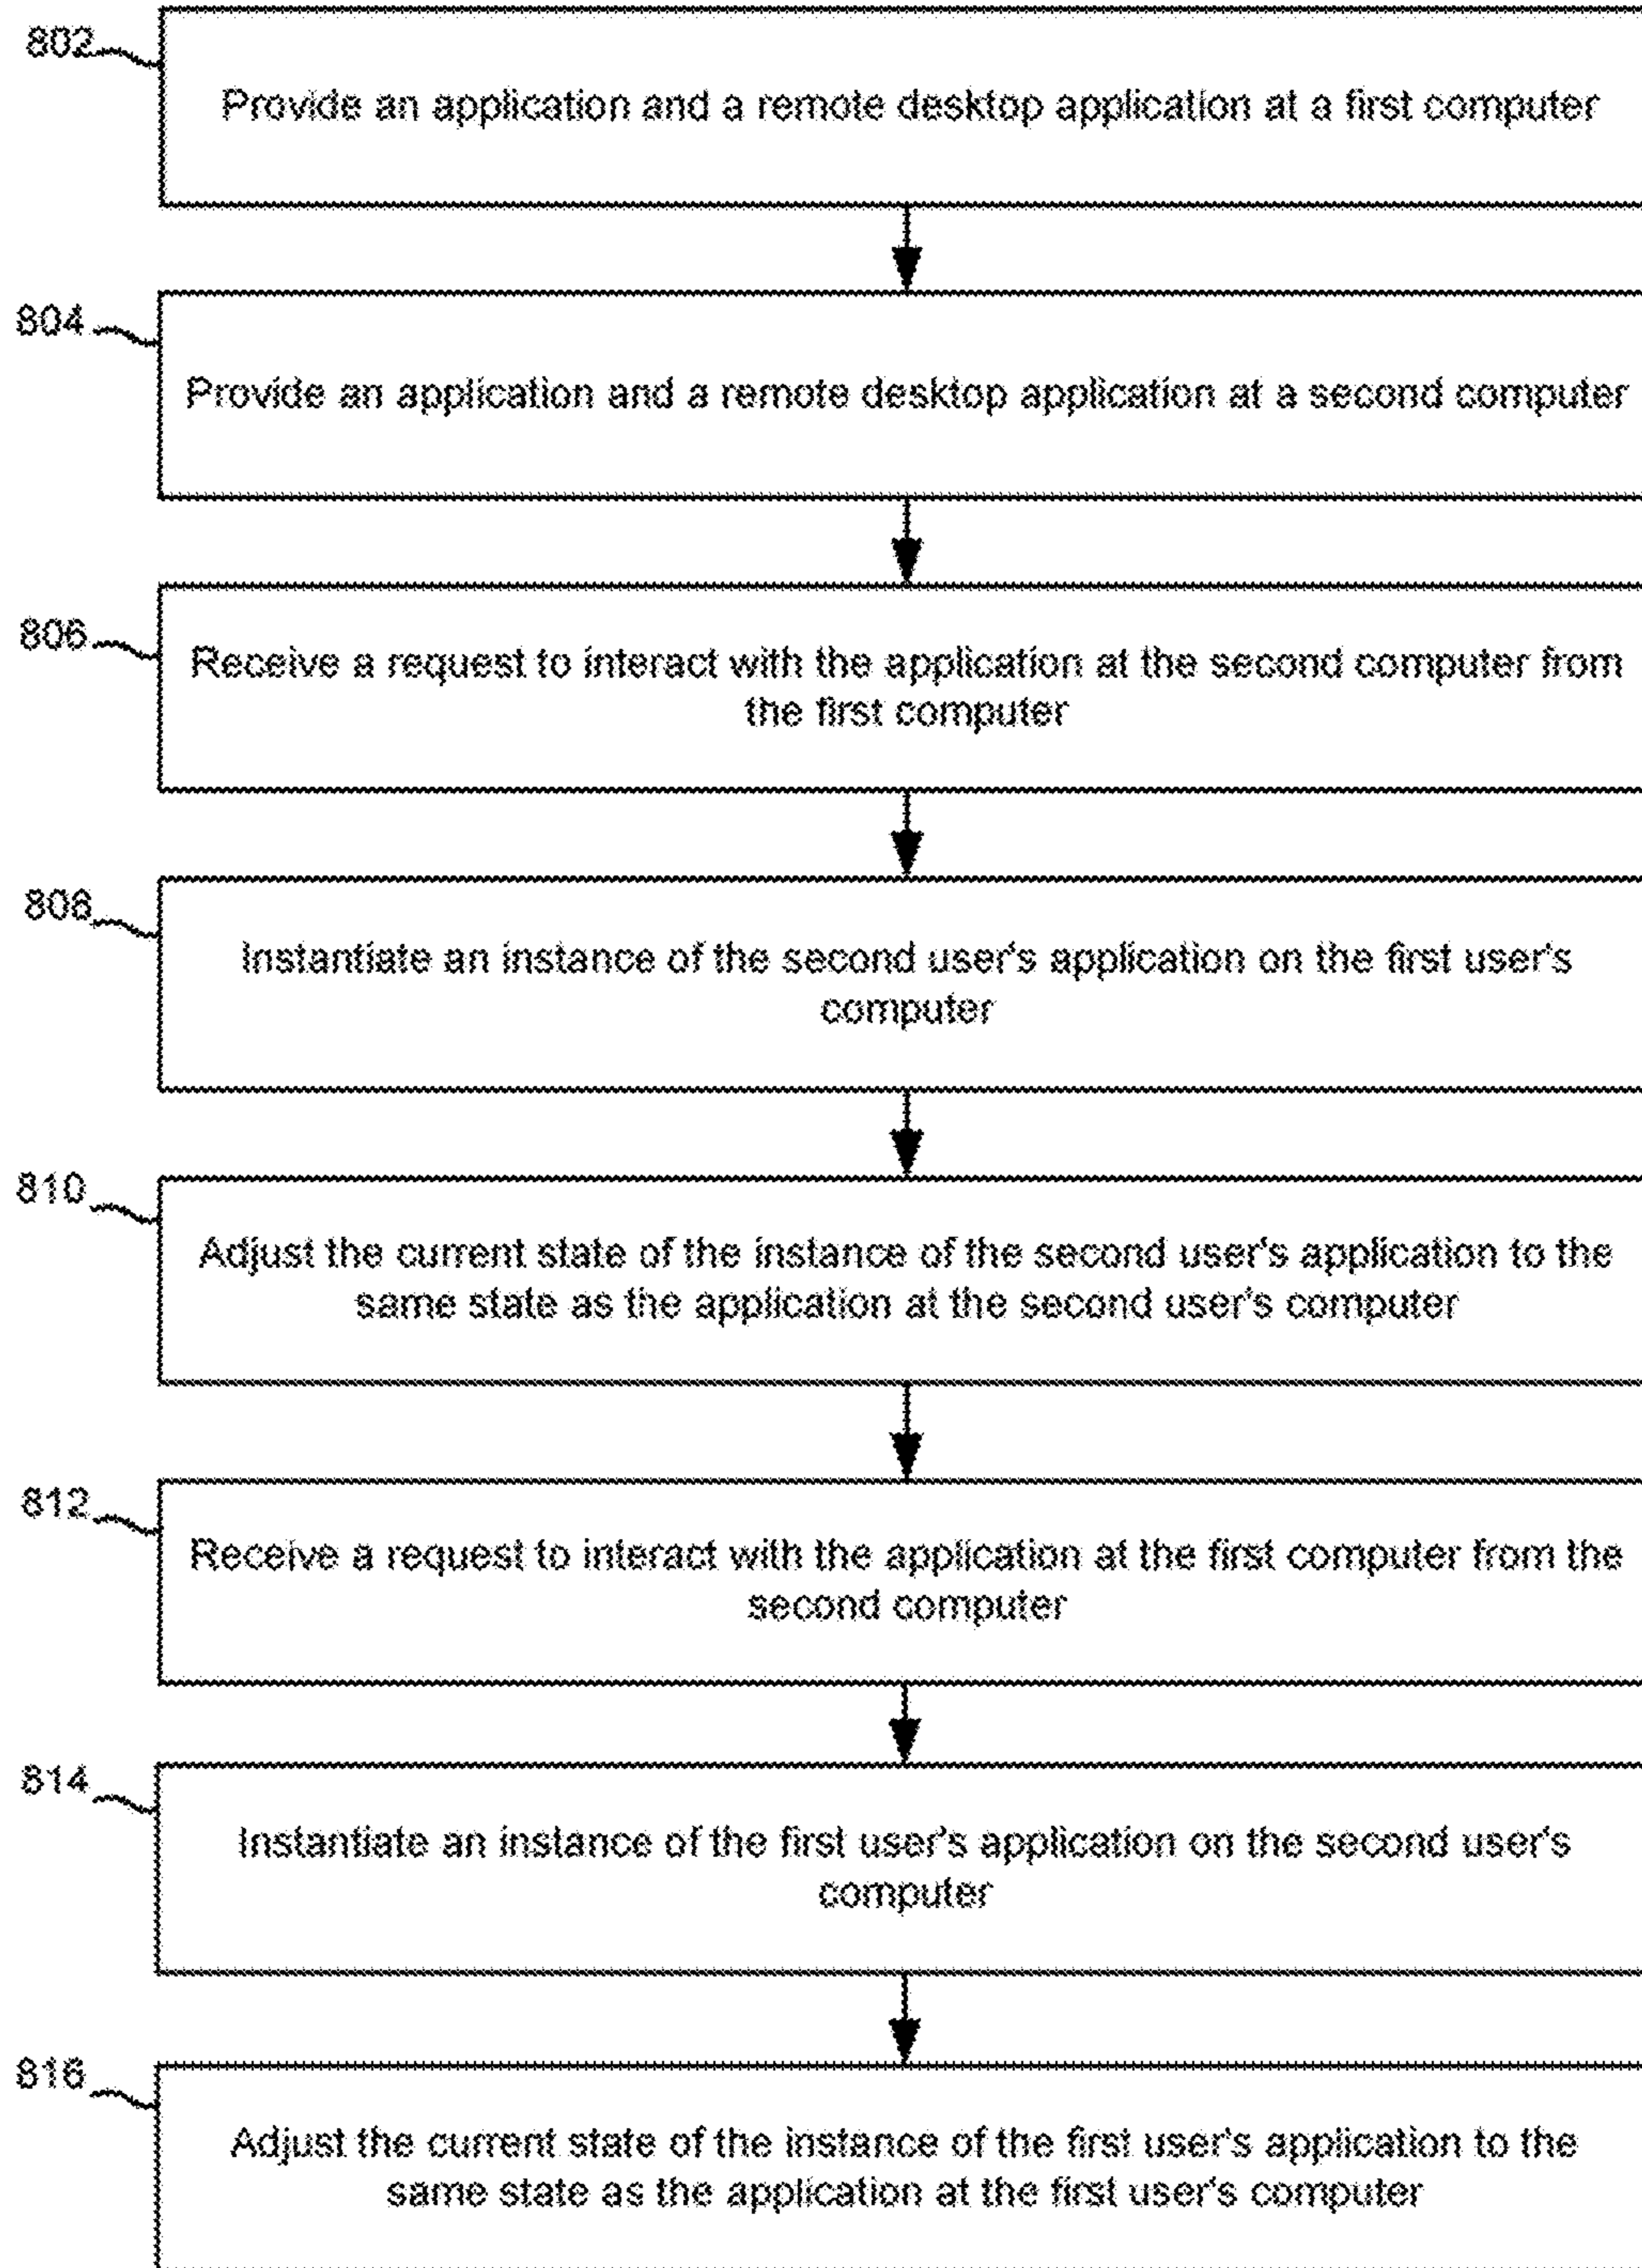 802
Provide an application and a remote desktop application at a first computer
804
Provide an application and a remote desktop application at a second computer
806
Receive a request to interact with the application at the second computer from
the first computer
808
Instantiate an instance of the second user's application on the first user's
computer
810
Adjust the current state of the instance of the second user's application to the
same state as the application at the second user's computer
812
Receive a request to interact with the application at the first computer from the
second computer
814
Instantiate an instance of the first user's application on the second user's
computer
816
Adjust the current state of the instance of the first user's application to the
same state as the application at the first user's computer